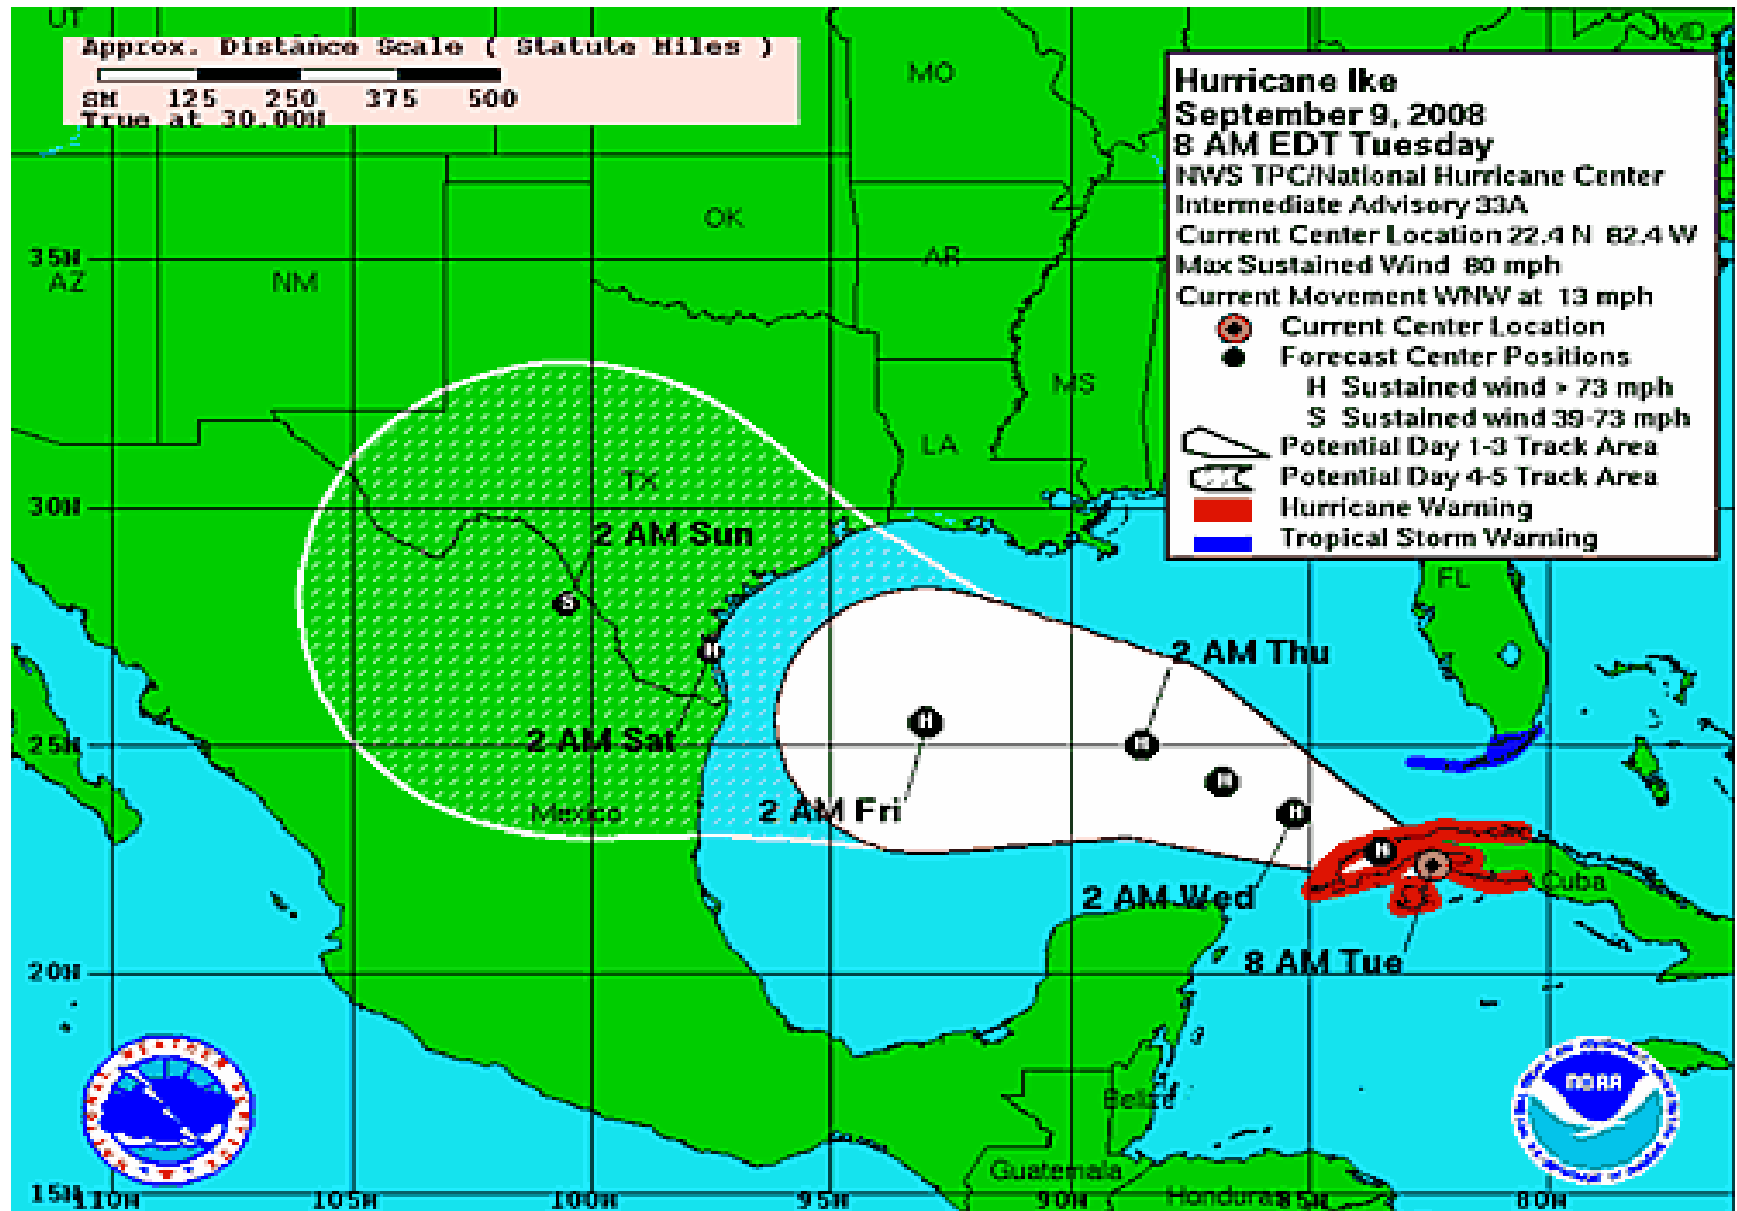 UT
Approx. Distance Scale ( Statute Miles )
SM 125 250 375 500
True at 30.00N
MD
MO
Hurricane Ike
September 9, 2008
8 AM EDT Tuesday
NWS TPC/National Hurricane Center
Intermediate Advisory 33A
Current Center Location 22.4 N 82.4 W
Max Sustained Wind 80 mph
Current Movement WNW at 13 mph
Current Center Location
Forecast Center Positions
H Sustained wind > 73 mph
S Sustained wind 39-73 mph
Potential Day 1-3 Track Area
Potential Day 4-5 Track Area
Hurricane Warning
Tropical Storm Warning
OK
AR
35N
AZ
NM
MS
LA
TX
30N
2 AM Sun
FL
S
H
2 AM Thu
H
2 AM Sat
25N
H
H
2 AM Fri
Mexico
H
H
Cuba
2 AM Wed
8 AM Tue
20N
NATIONAL WEATHER SERVICE
NOAA
Belize
Guatemala
Honduras
15N
110W 105W 100W 95W 90W 85W 80W